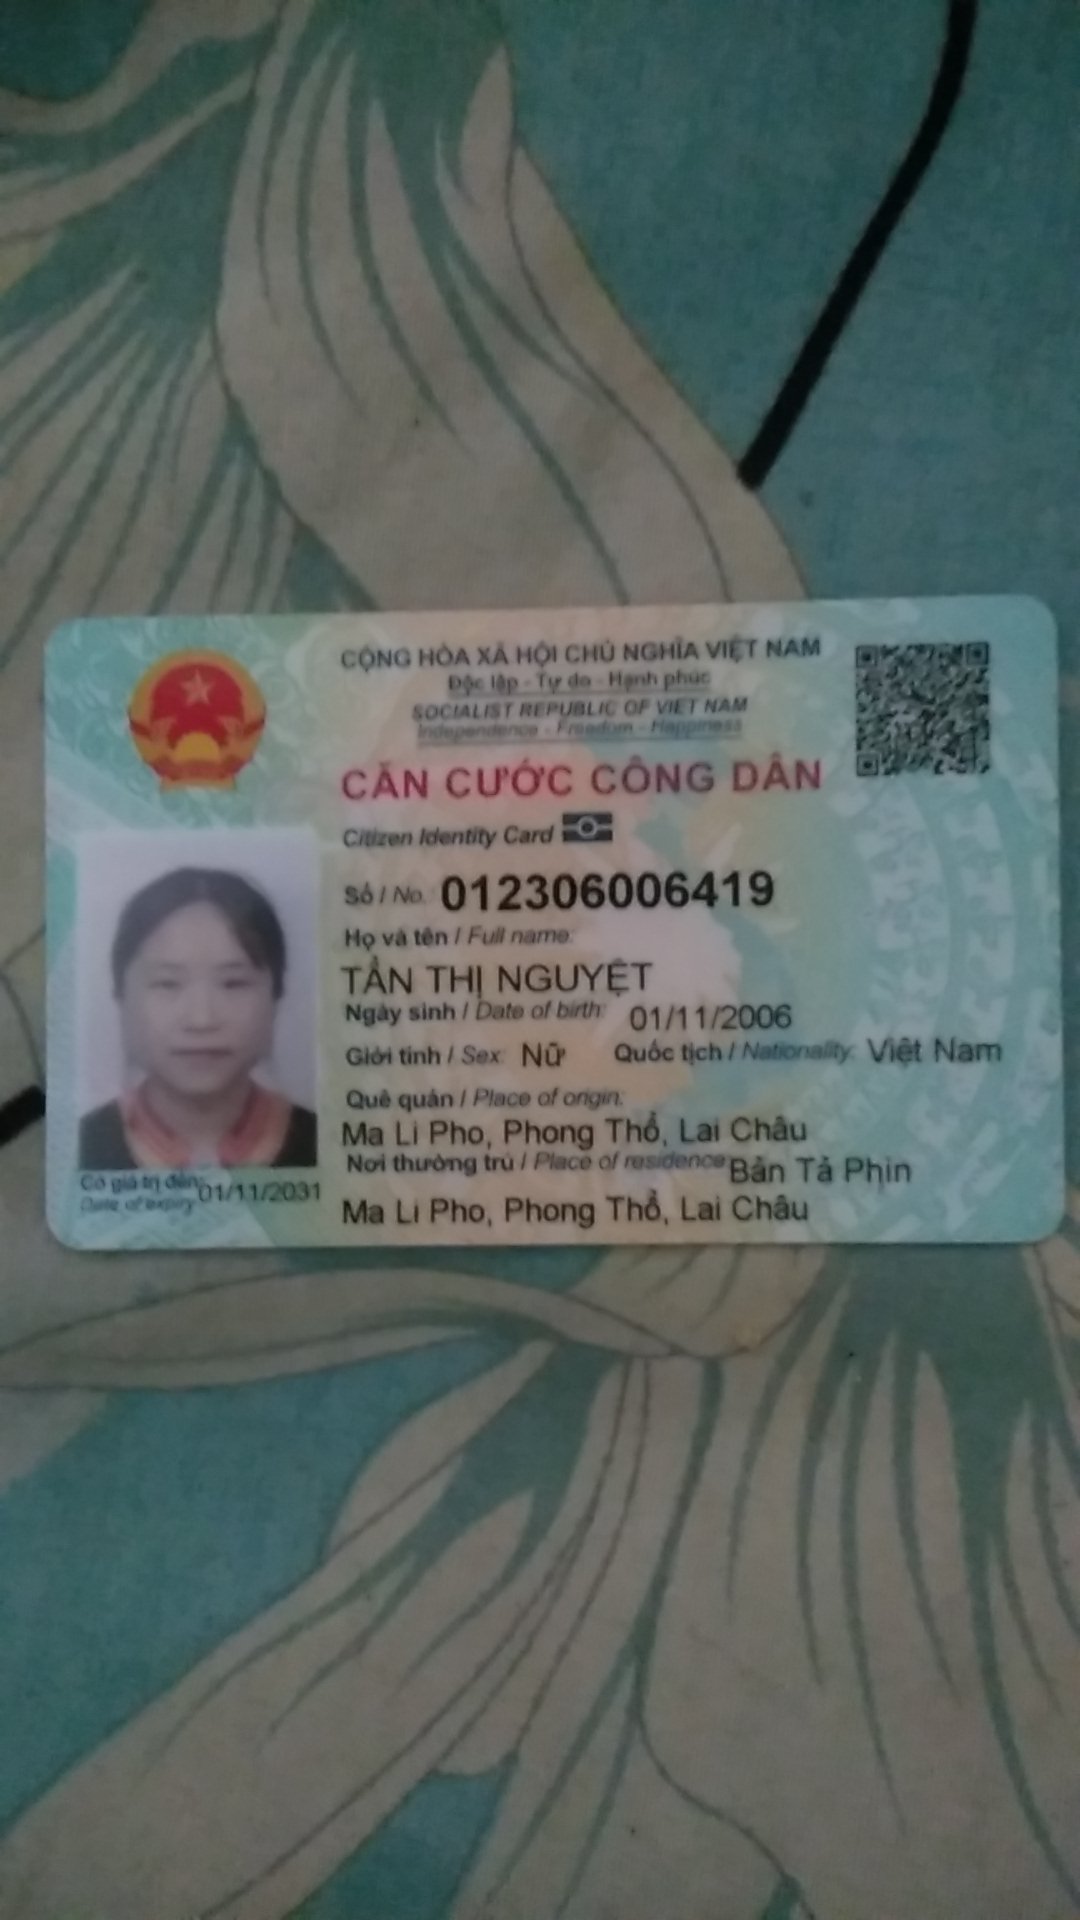 CỘNG HÒA XÃ HỘI CHỦ NGHĨA VIỆT NAM
Độc lập - Tự do - Hạnh phúc
SOCIALIST REPUBLIC OF VIET NAM
Independence - Freedom - Happiness
CĂN CƯỚC CÔNG DÂN
Citizen Identity Card
Số / No. 012306006419
Họ và tên / Full name:
TẨN THỊ NGUYỆT
Ngày sinh / Date of birth: 01/11/2006
Giới tính / Sex: Nữ Quốc tịch / Nationality: Việt Nam
Quê quán / Place of origin:
Ma Li Pho, Phong Thổ, Lai Châu
Nơi thường trú / Place of residence: Bản Tả Phìn
Ma Li Pho, Phong Thổ, Lai Châu
Có giá trị đến: 01/11/2031
Date of expiry